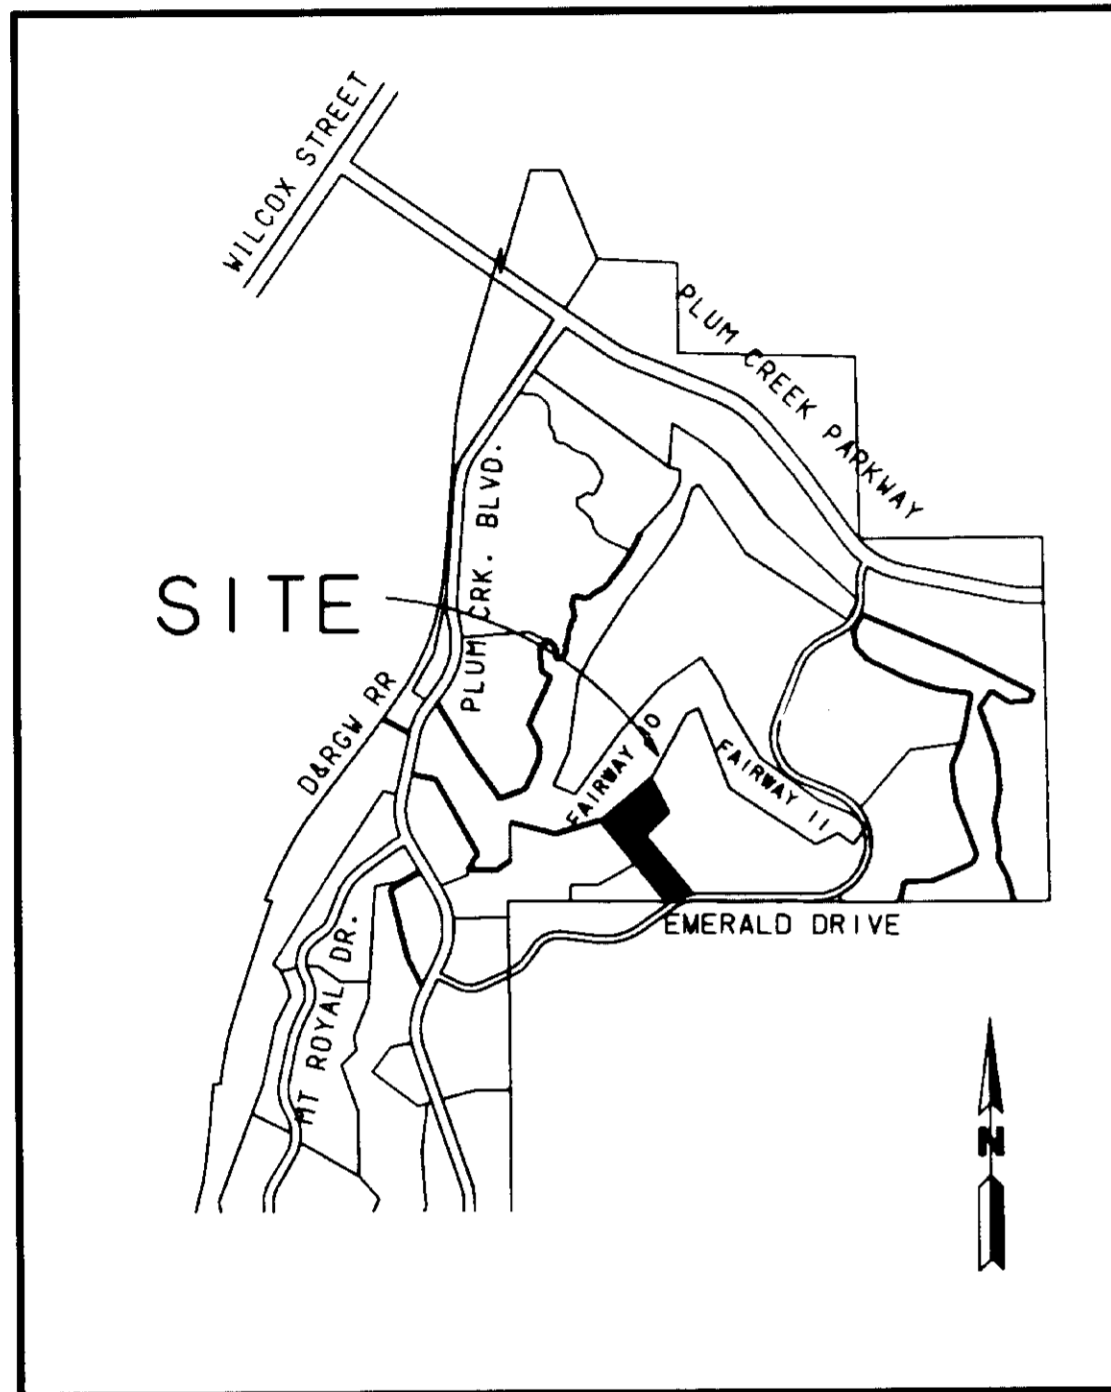 WILCOX STREET
PLUM CREEK PARKWAY
PLUM CRK. BLVD.
SITE
D&RGW RR
FAIRWAY 10
FAIRWAY 11
EMERALD DRIVE
MT ROYAL DR.
N